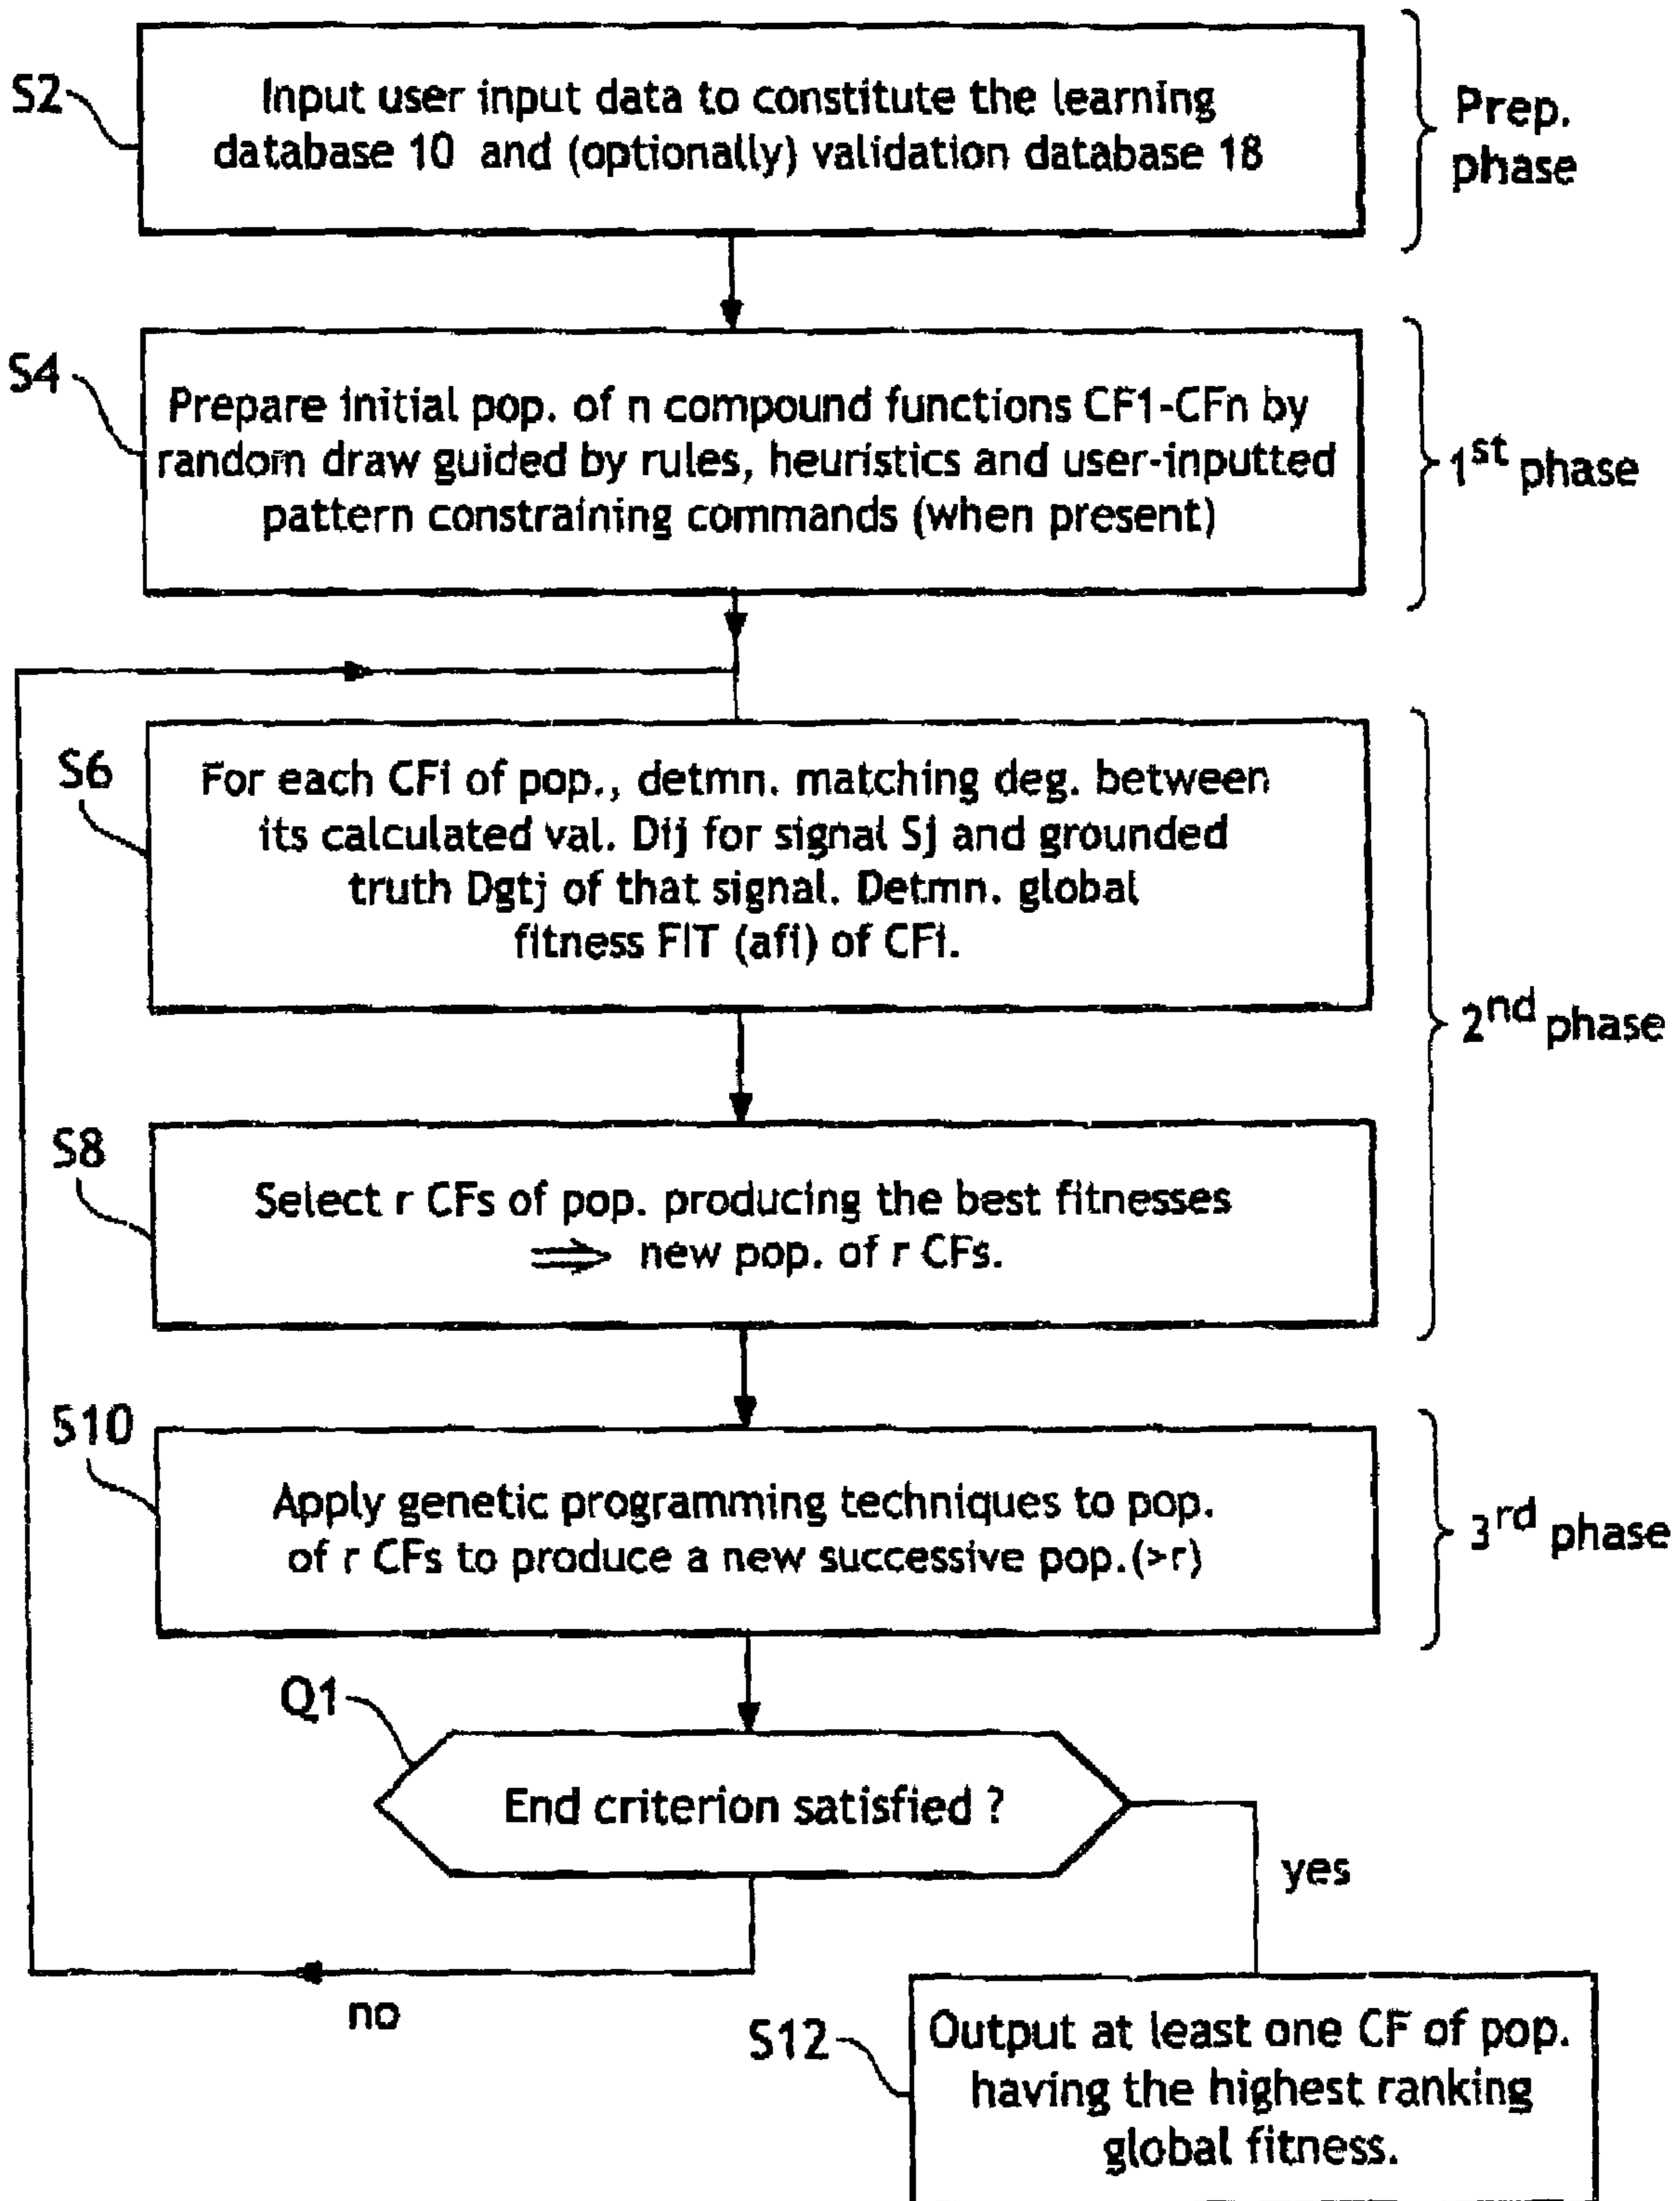 S2
Input user input data to constitute the learning
database 10 and (optionally) validation database 18
Prep.
phase
S4
Prepare initial pop. of n compound functions CF1-CFn by
random draw guided by rules, heuristics and user-inputted
pattern constraining commands (when present)
1st phase
S6
For each CFi of pop., detmn. matching deg. between
its calculated val. Dij for signal Sj and grounded
truth Dgtj of that signal. Detmn. global
fitness FIT (afi) of CFi.
2nd phase
S8
Select r CFs of pop. producing the best fitnesses
⟹ new pop. of r CFs.
S10
Apply genetic programming techniques to pop.
of r CFs to produce a new successive pop.(>r)
3rd phase
Q1
End criterion satisfied ?
yes
no
S12
Output at least one CF of pop.
having the highest ranking
global fitness.